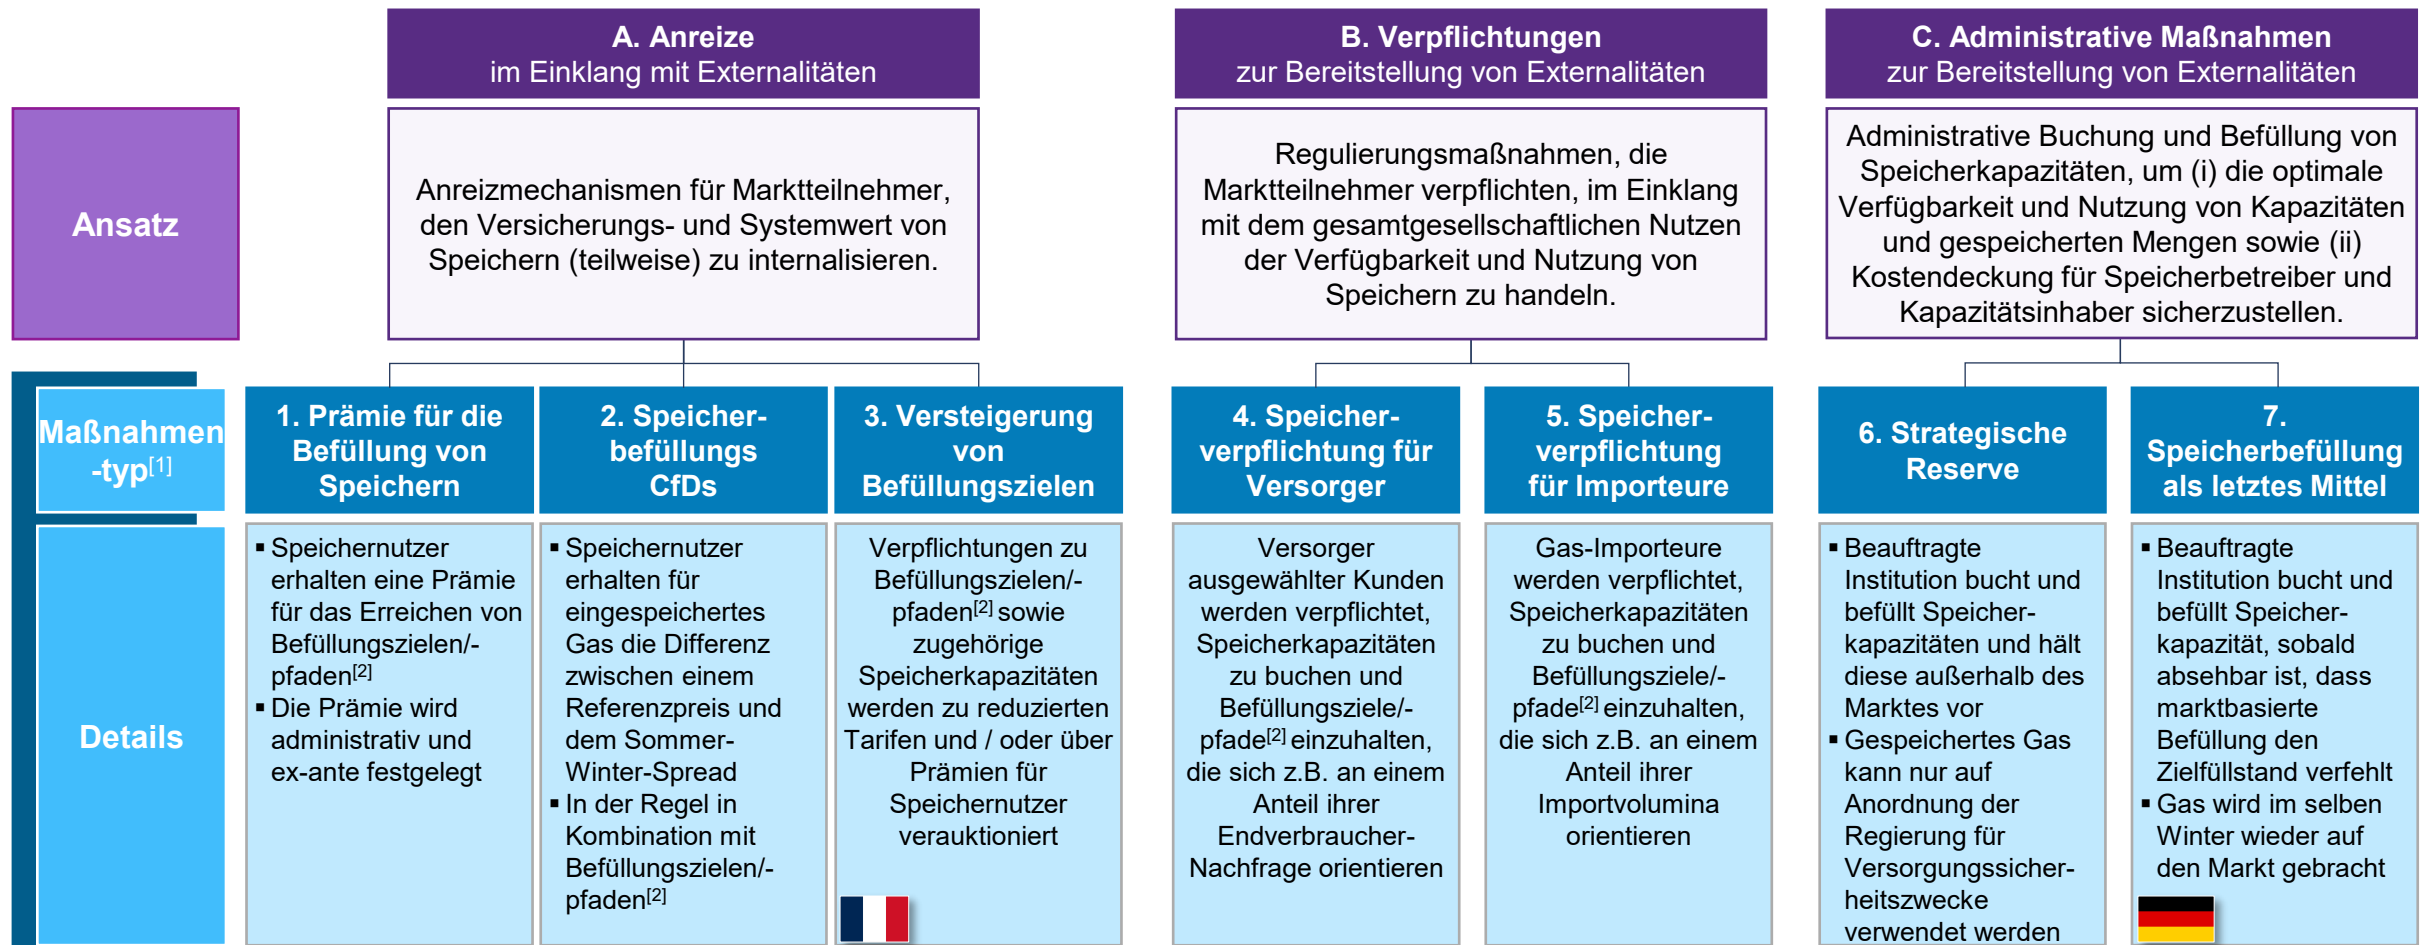 A. Anreize
im Einklang mit Externalitäten
B. Verpflichtungen
zur Bereitstellung von Externalitäten
C. Administrative Maßnahmen
zur Bereitstellung von Externalitäten
Ansatz
Anreizmechanismen für Marktteilnehmer,
den Versicherungs- und Systemwert von
Speichern (teilweise) zu internalisieren.
Regulierungsmaßnahmen, die
Marktteilnehmer verpflichten, im Einklang
mit dem gesamtgesellschaftlichen Nutzen
der Verfügbarkeit und Nutzung von
Speichern zu handeln.
Administrative Buchung und Befüllung von
Speicherkapazitäten, um (i) die optimale
Verfügbarkeit und Nutzung von Kapazitäten
und gespeicherten Mengen sowie (ii)
Kostendeckung für Speicherbetreiber und
Kapazitätsinhaber sicherzustellen.
Maßnahmen
-typ[1]
1. Prämie für die
Befüllung von
Speichern
2. Speicher-
befüllungs
CfDs
3. Versteigerung
von
Befüllungszielen
4. Speicher-
verpflichtung für
Versorger
5. Speicher-
verpflichtung
für Importeure
6. Strategische
Reserve
7.
Speicherbefüllung
als letztes Mittel
Details
▪ Speichernutzer
erhalten eine Prämie
für das Erreichen von
Befüllungszielen/-
pfaden[2]
▪ Die Prämie wird
administrativ und
ex-ante festgelegt
▪ Speichernutzer
erhalten für
eingespeichertes
Gas die Differenz
zwischen einem
Referenzpreis und
dem Sommer-
Winter-Spread
▪ In der Regel in
Kombination mit
Befüllungszielen/-
pfaden[2]
Verpflichtungen zu
Befüllungszielen/-
pfaden[2] sowie
zugehörige
Speicherkapazitäten
werden zu reduzierten
Tarifen und / oder über
Prämien für
Speichernutzer
verauktioniert
Versorger
ausgewählter Kunden
werden verpflichtet,
Speicherkapazitäten
zu buchen und
Befüllungsziele/-
pfade[2] einzuhalten,
die sich z.B. an einem
Anteil ihrer
Endverbraucher-
Nachfrage orientieren
Gas-Importeure
werden verpflichtet,
Speicherkapazitäten
zu buchen und
Befüllungsziele/-
pfade[2] einzuhalten,
die sich z.B. an einem
Anteil ihrer
Importvolumina
orientieren
▪ Beauftragte
Institution bucht und
befüllt Speicher-
kapazitäten und hält
diese außerhalb des
Marktes vor
▪ Gespeichertes Gas
kann nur auf
Anordnung der
Regierung für
Versorgungssicher-
heitszwecke
verwendet werden
▪ Beauftragte
Institution bucht und
befüllt Speicher-
kapazität, sobald
absehbar ist, dass
marktbasierte
Befüllung den
Zielfüllstand verfehlt
▪ Gas wird im selben
Winter wieder auf
den Markt gebracht